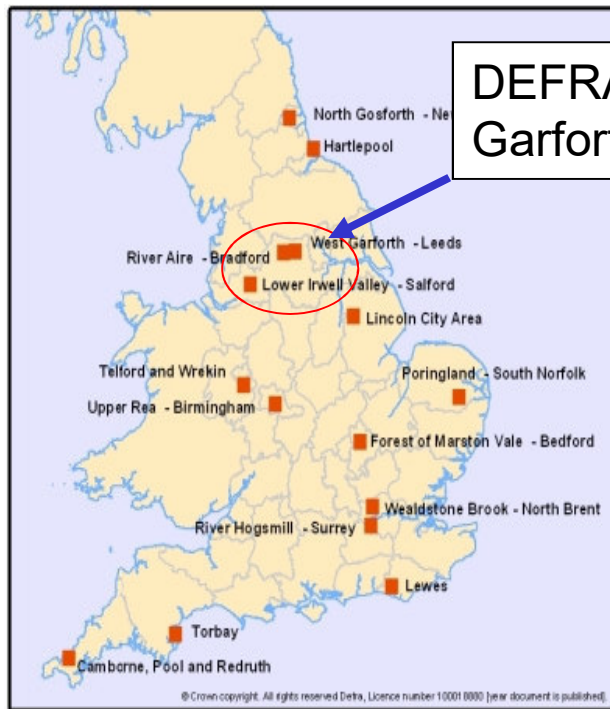 DEFRA
Garfort
North Gosforth - Ne
Hartlepool
West Garforth - Leeds
River Aire - Bradford
Lower Irwell Valley - Salford
Lincoln City Area
Telford and Wrekin
Poringland - South Norfolk
Upper Rea - Birmingham
Forest of Marston Vale - Bedford
Wealdstone Brook - North Brent
River Hogsmill - Surrey
Lewes
Torbay
Camborne, Pool and Redruth
© Crown copyright. All rights reserved Defra, Licence number 100018880 [year document is published].